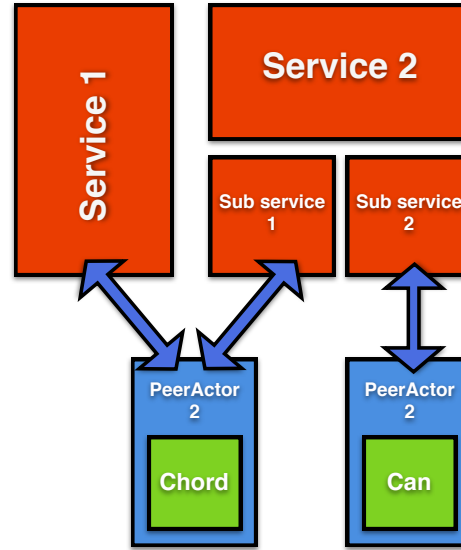 Service 1
Service 2
Sub service
1
Sub service
2
PeerActor
2
Chord
PeerActor
2
Can